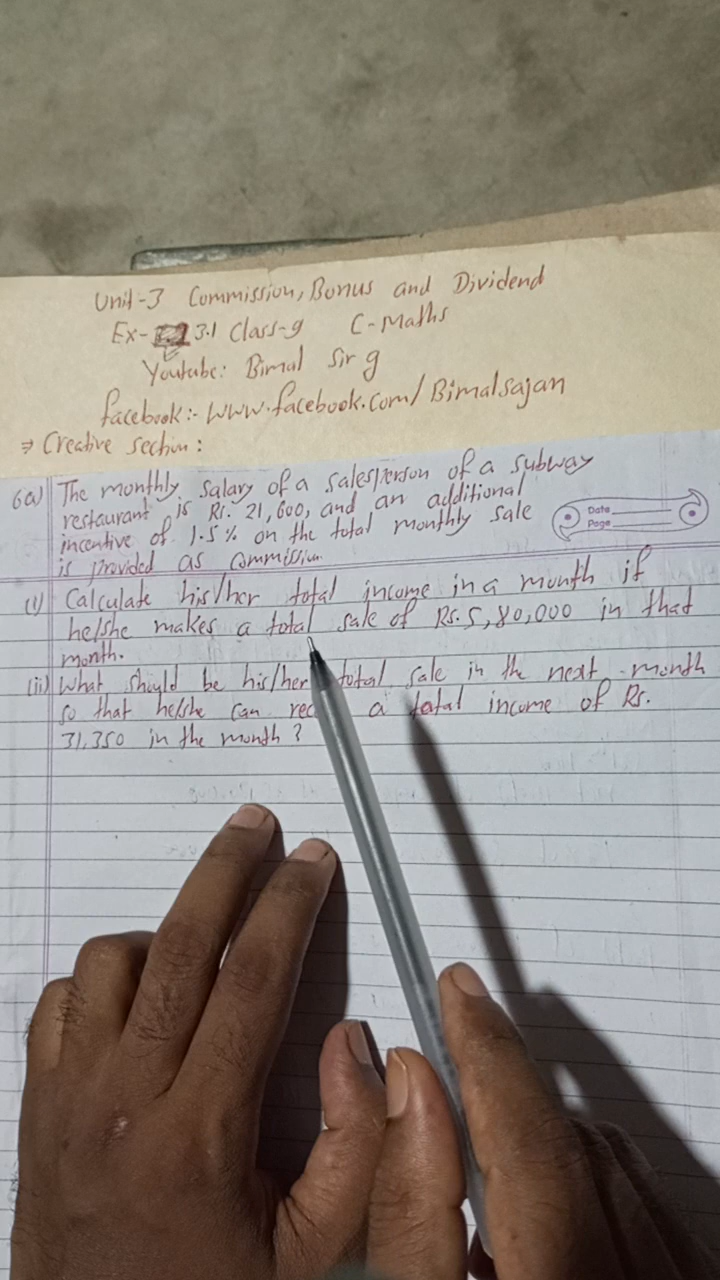 Unit-3 Commission, Bonus and Dividend
Ex- 3.1 Class-9 C-Maths
Youtube: Bimal Sir g
facebook:- www.facebook.com/Bimalsajan
⇒ Creative section:
6a) The monthly salary of a salesperson of a subway
restaurant is Rs. 21,600, and an additional
incentive of 1.5% on the total monthly sale
is provided as commission
Date
Page
(i) Calculate his/her total income in a month if
he/she makes a total sale of Rs. 5,80,000 in that
month.
(ii) What should be his/her total sale in the next month
so that he/she can a total income of Rs.
31,350 in the month?